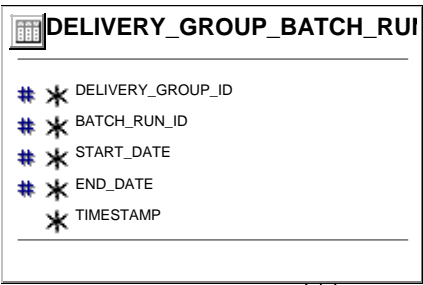 DELIVERY_GROUP_BATCH_RU
# * DELIVERY_GROUP_ID
# * BATCH_RUN_ID
# * START_DATE
# * END_DATE
* TIMESTAMP